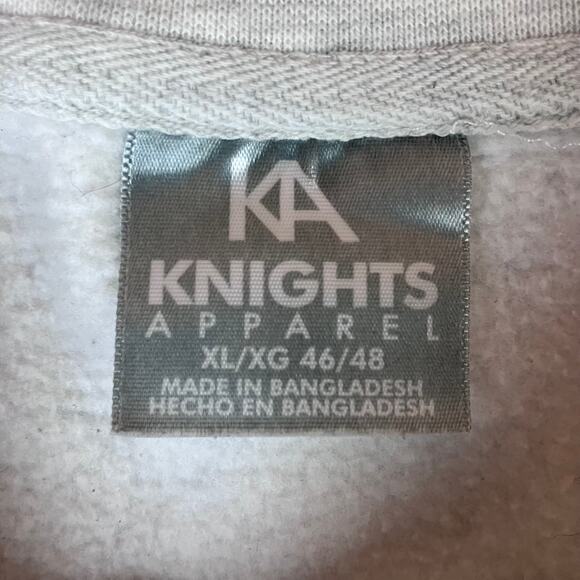 KA
KNIGHTS
APPAREL
XL/XG 46/48
MADE IN BANGLADESH
HECHO EN BANGLADESH